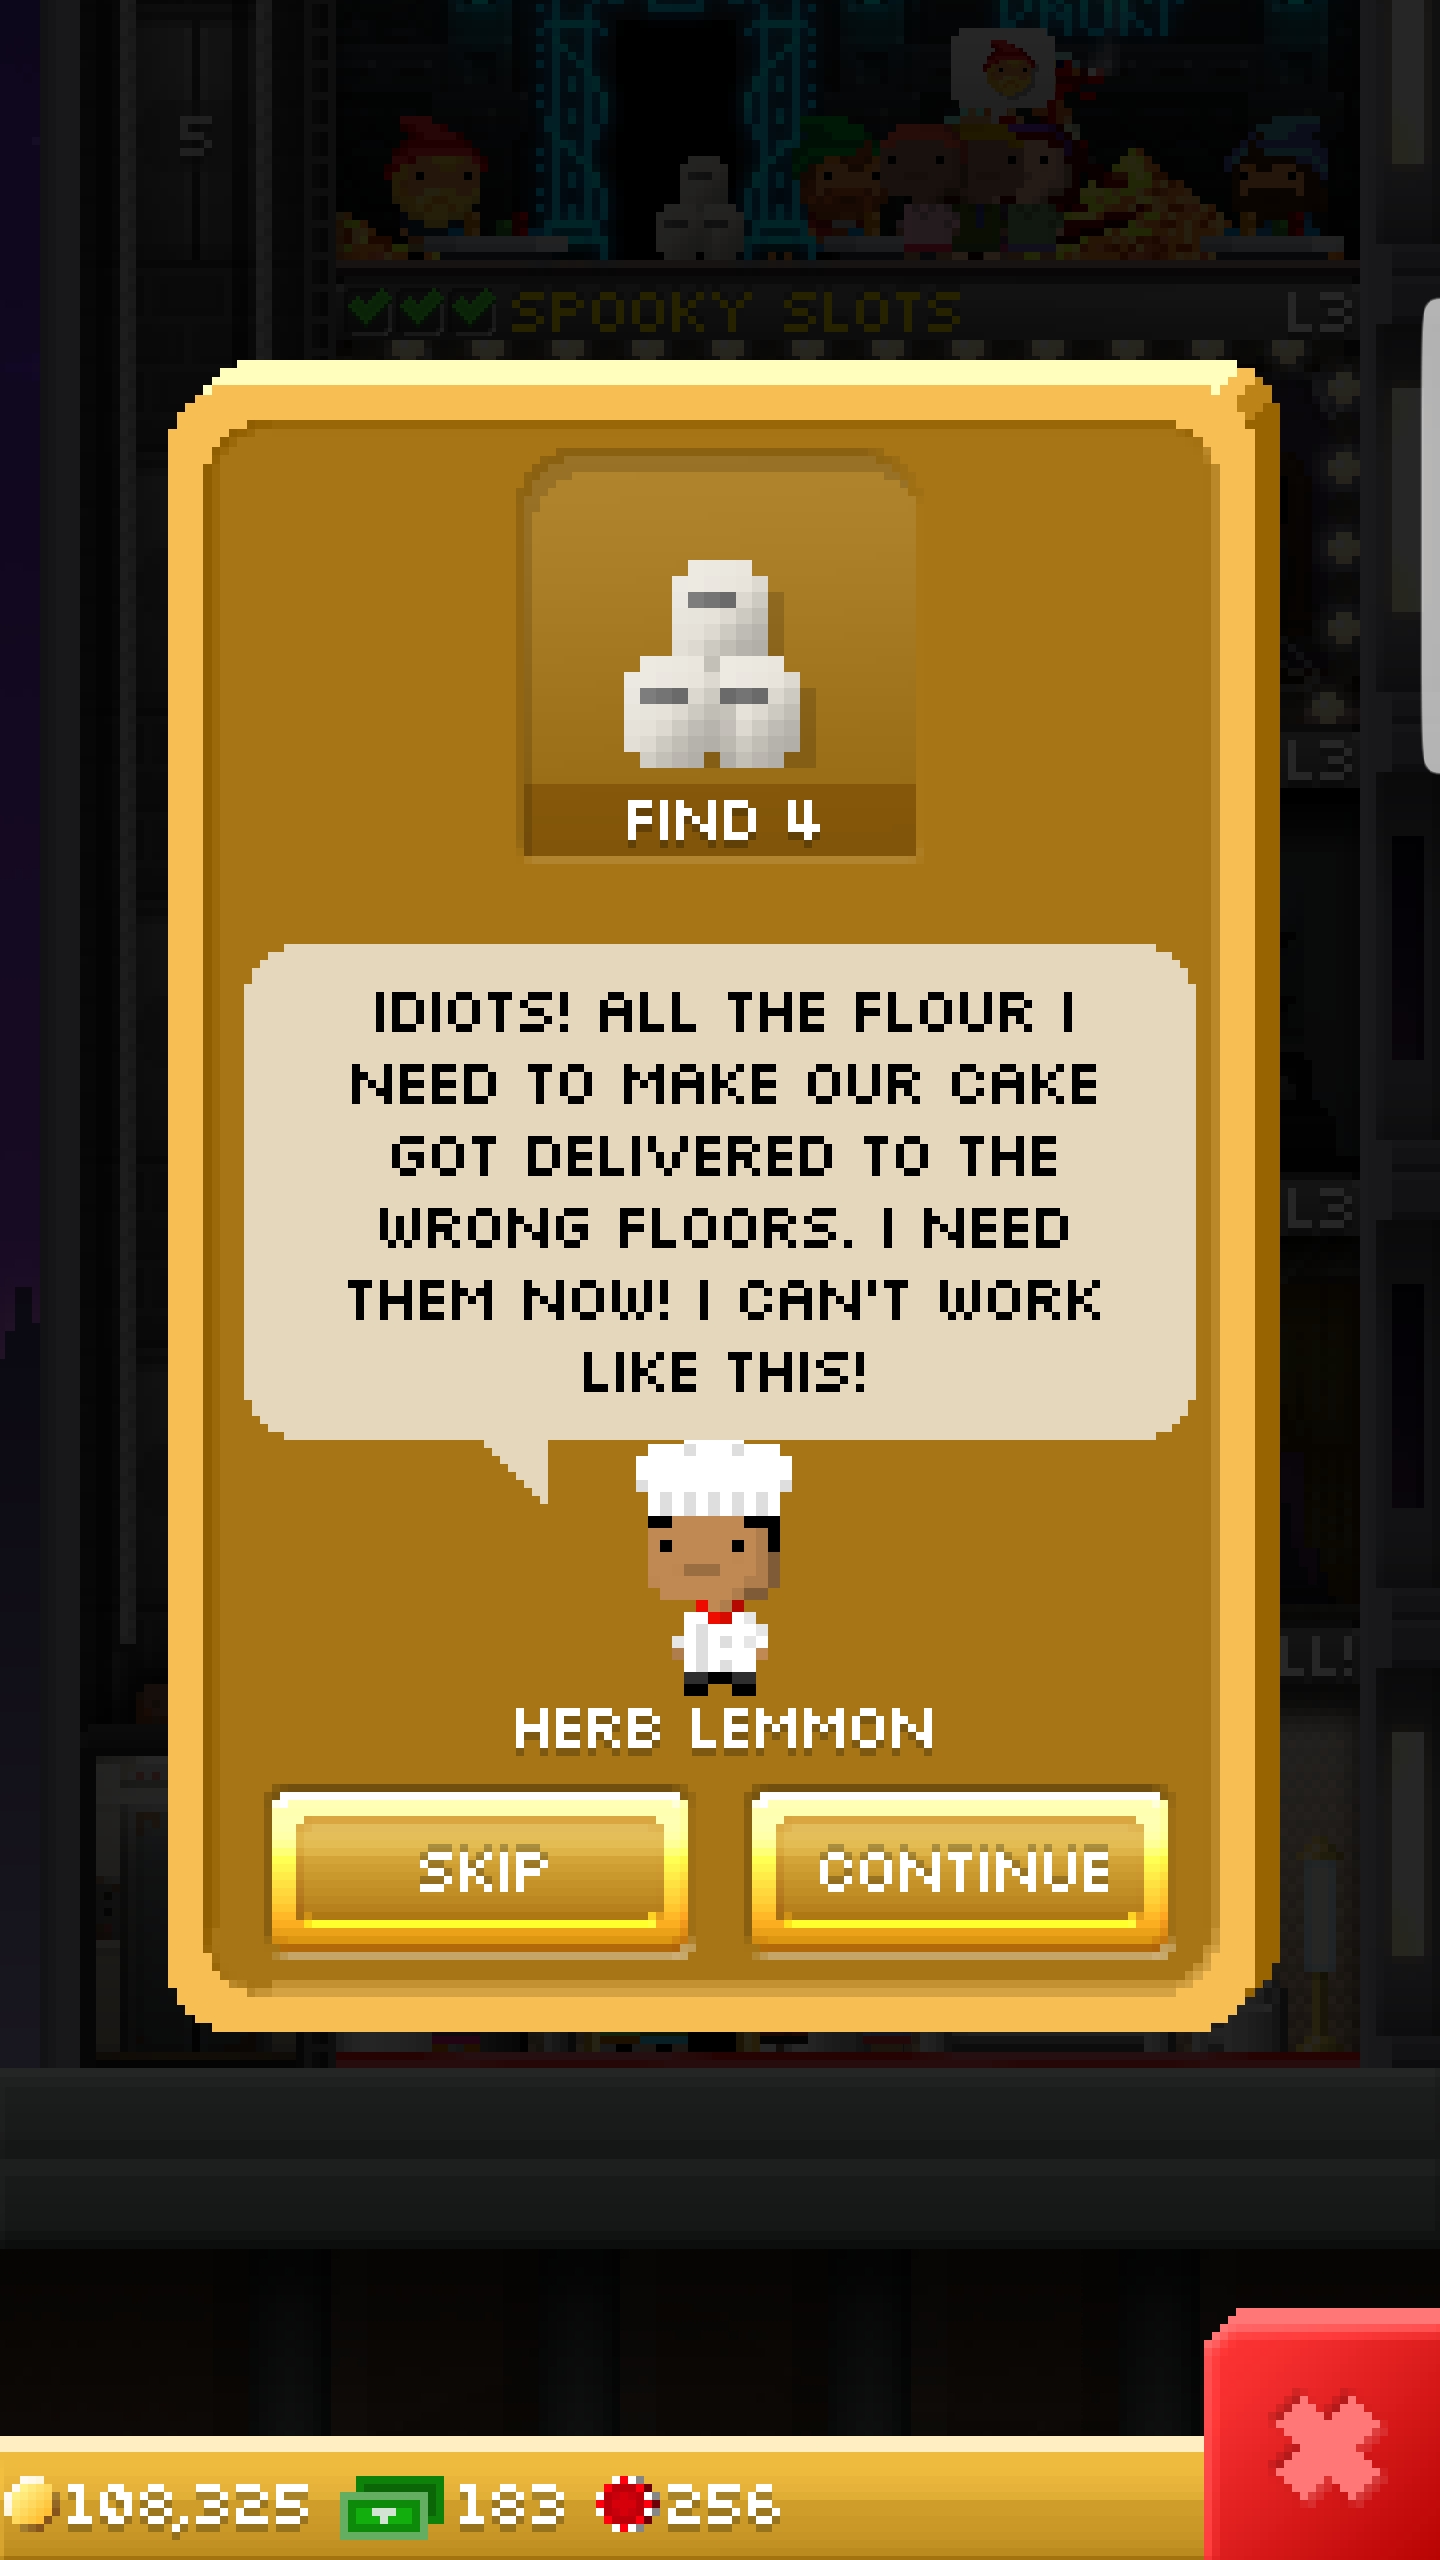 5
SPOOKY SLOTS
L3
FIND 4
L3
IDIOTS! ALL THE FLOUR I
NEED TO MAKE OUR CAKE
GOT DELIVERED TO THE
WRONG FLOORS. I NEED
THEM NOW! I CAN'T WORK
LIKE THIS!
L3
LL!
HERB LEMMON
SKIP
CONTINUE
108,325
183
256